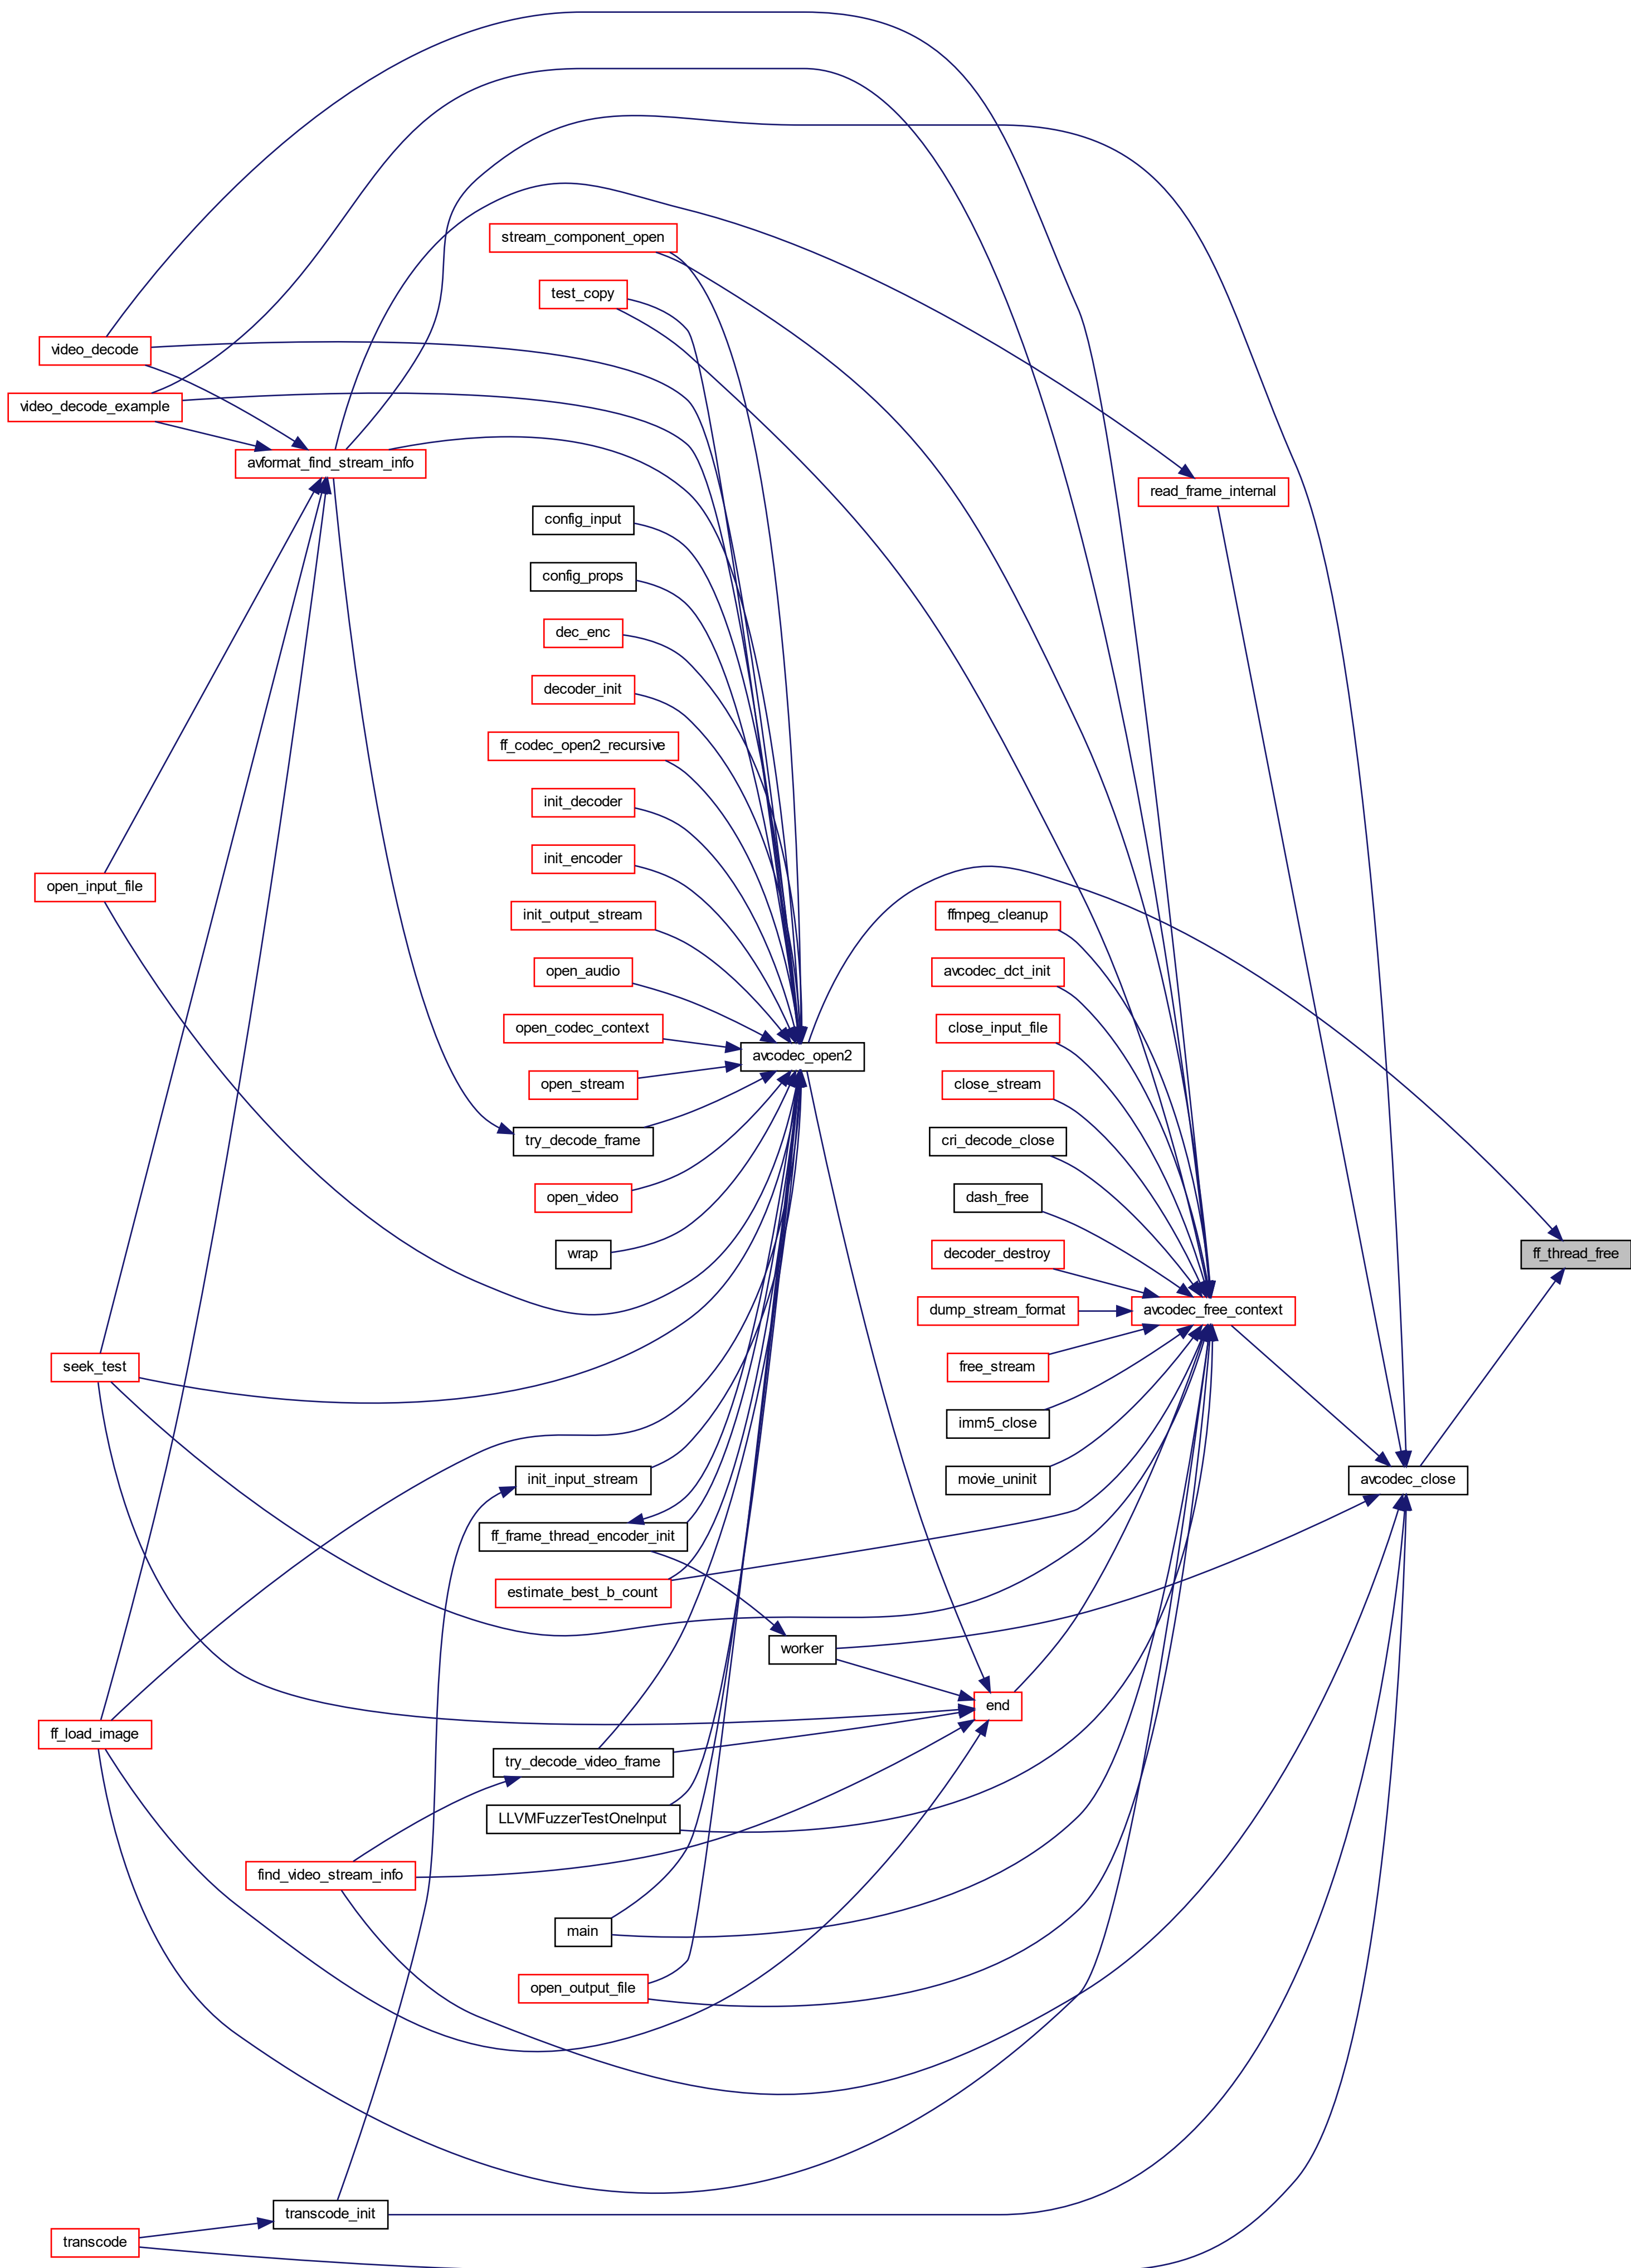 stream_component_open
test_copy
video_decode
video_decode_example
avformat_find_stream_info
read_frame_internal
config_input
config_props
dec_enc
decoder_init
ff_codec_open2_recursive
init_decoder
init_encoder
open_input_file
init_output_stream
ffmpeg_cleanup
open_audio
avcodec_dct_init
open_codec_context
close_input_file
avcodec_open2
open_stream
close_stream
try_decode_frame
cri_decode_close
open_video
dash_free
wrap
decoder_destroy
ff_thread_free
dump_stream_format
avcodec_free_context
seek_test
free_stream
imm5_close
init_input_stream
movie_uninit
avcodec_close
ff_frame_thread_encoder_init
estimate_best_b_count
worker
end
ff_load_image
try_decode_video_frame
LLVMFuzzerTestOneInput
find_video_stream_info
main
open_output_file
transcode_init
transcode